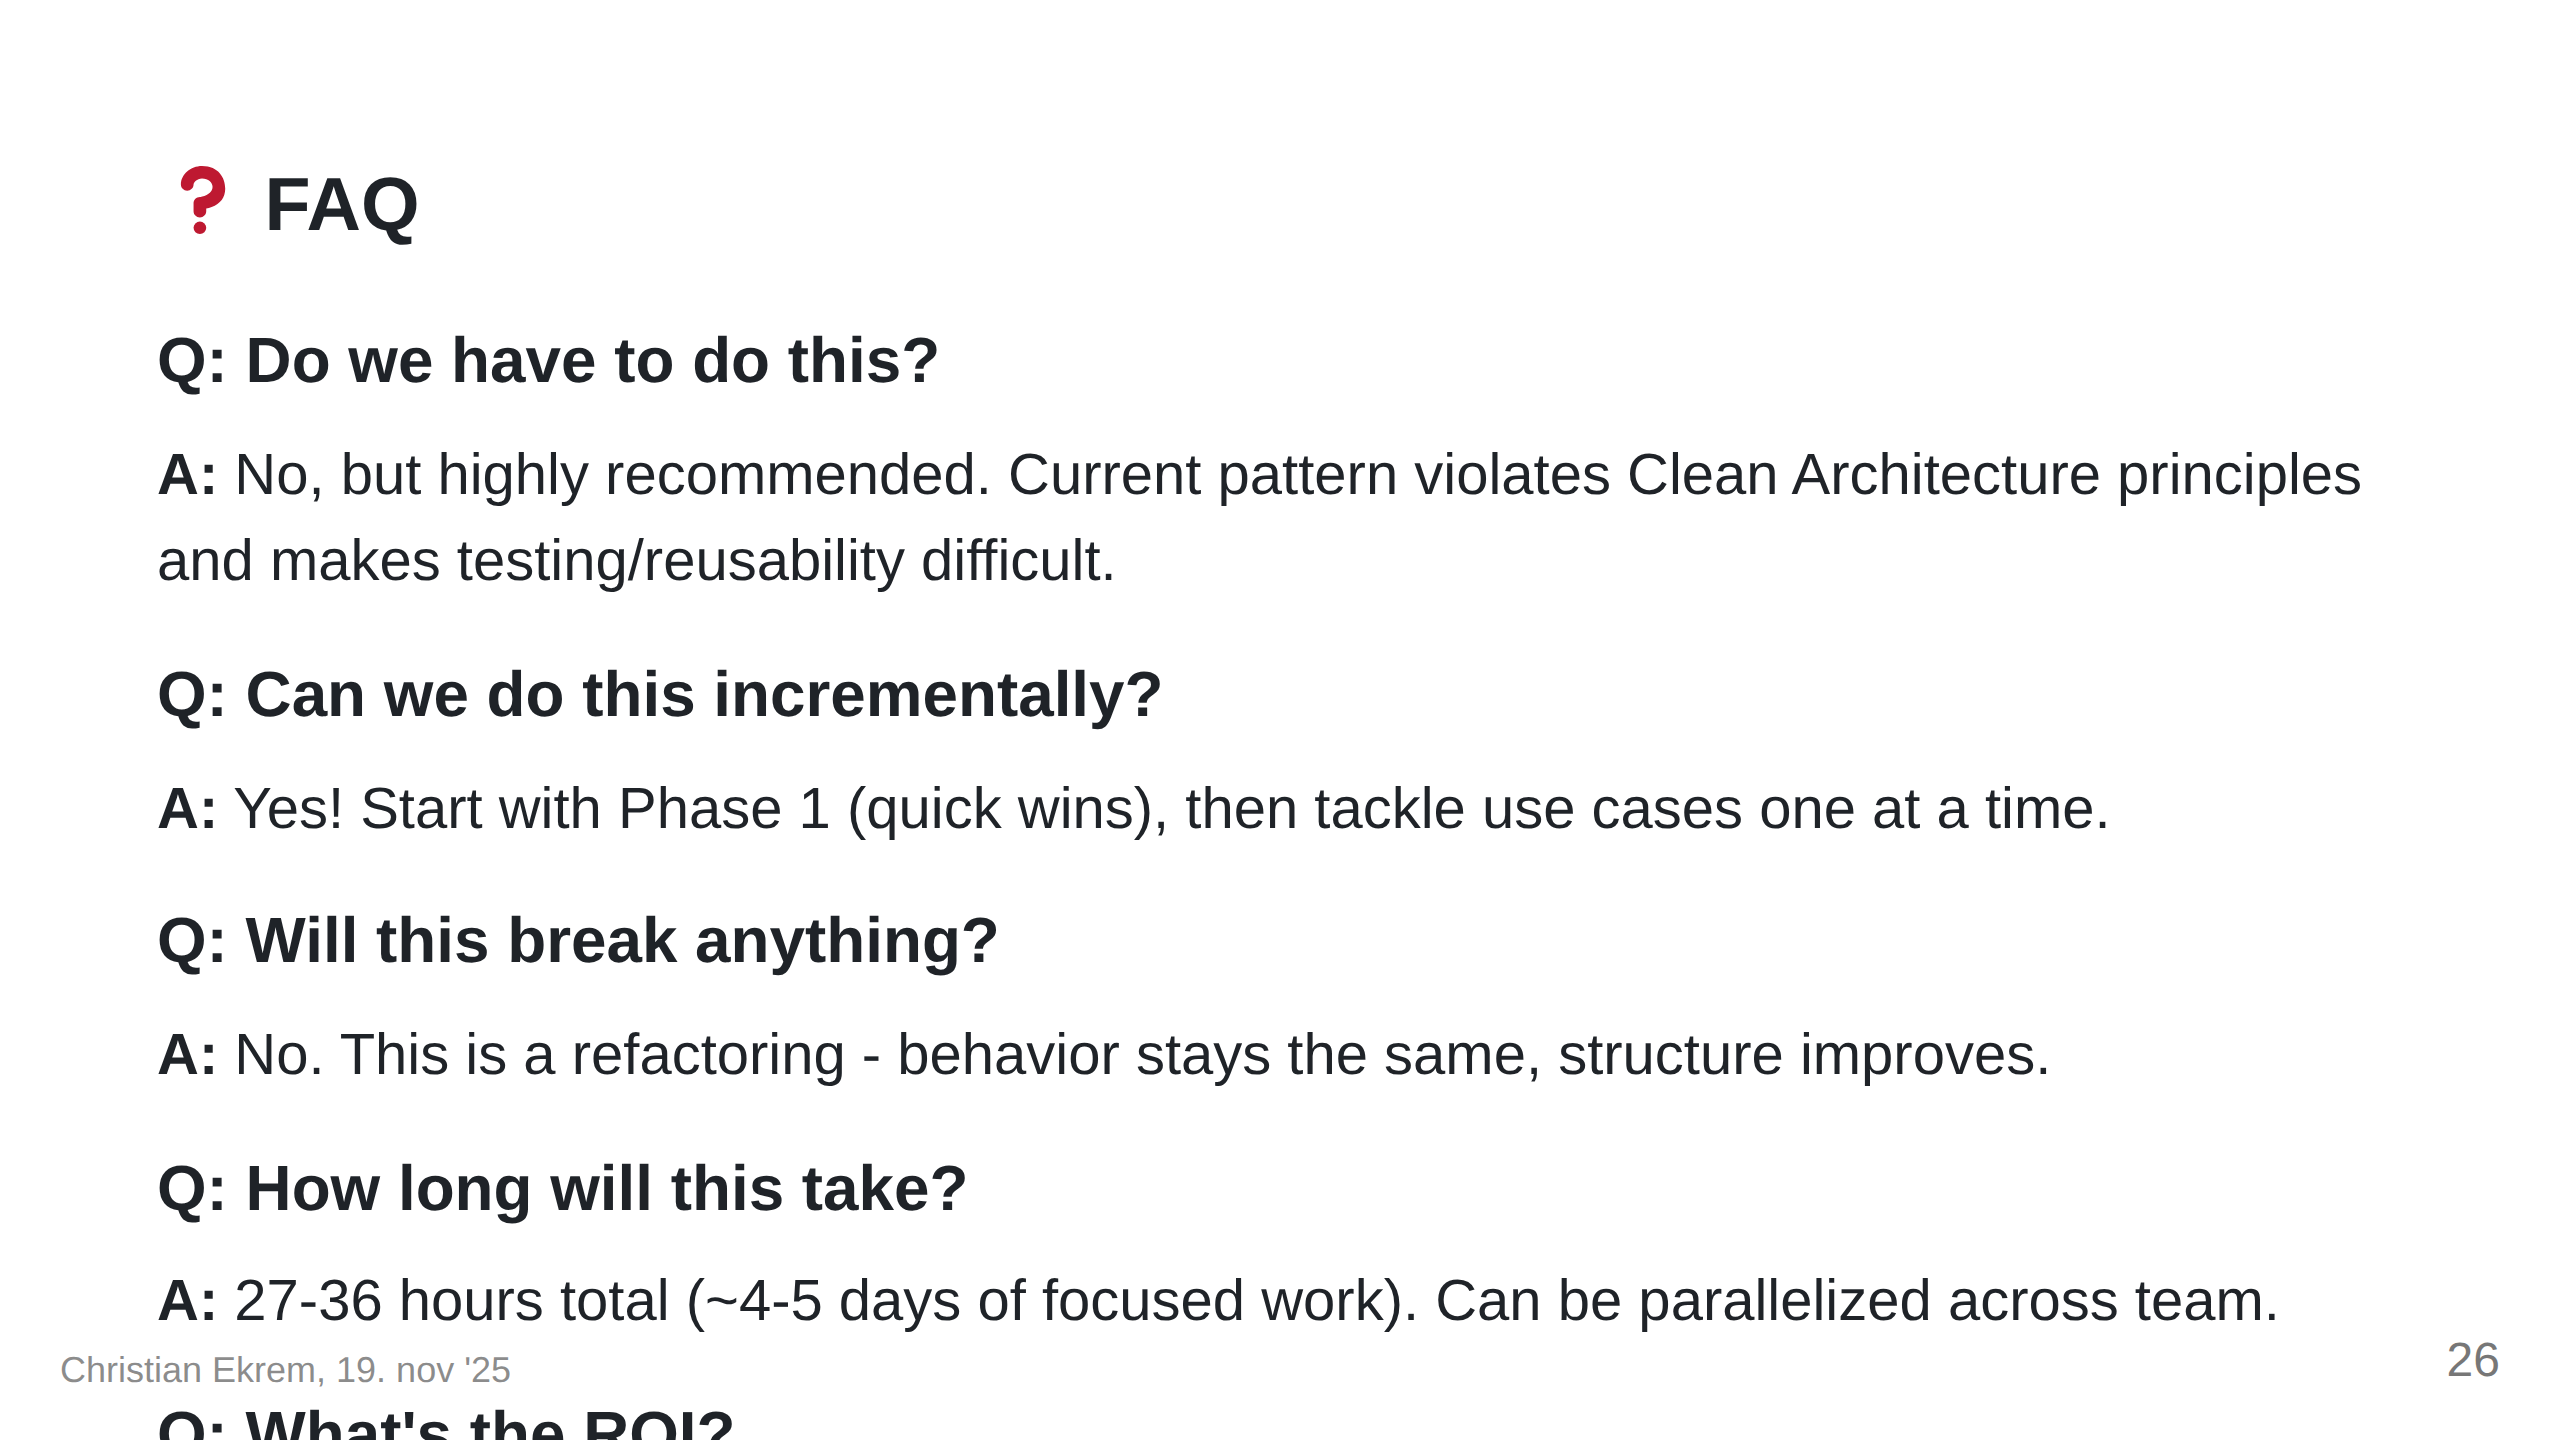 ❓ FAQ
Q: Do we have to do this?
A: No, but highly recommended. Current pattern violates Clean Architecture principles
and makes testing/reusability difficult.
Q: Can we do this incrementally?
A: Yes! Start with Phase 1 (quick wins), then tackle use cases one at a time.
Q: Will this break anything?
A: No. This is a refactoring - behavior stays the same, structure improves.
Q: How long will this take?
A: 27-36 hours total (~4-5 days of focused work). Can be parallelized across team.
Christian Ekrem, 19. nov '25
26
Q: What's the ROI?